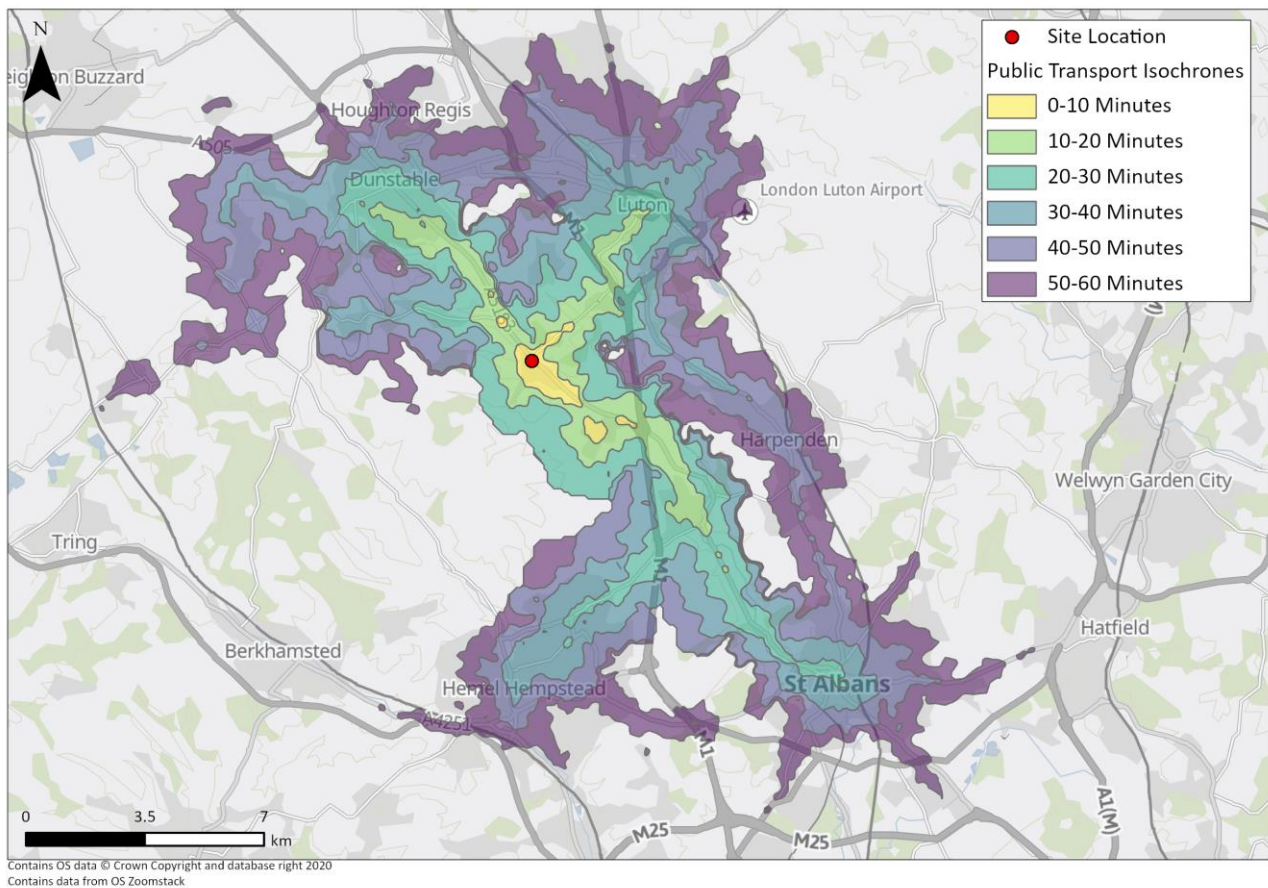 N
Site Location
Public Transport Isochrones
0-10 Minutes
10-20 Minutes
20-30 Minutes
30-40 Minutes
40-50 Minutes
50-60 Minutes
eighton Buzzard
Houghton Regis
A505
Dunstable
London Luton Airport
Luton
M1
Harpenden
Welwyn Garden City
Tring
M1
Hatfield
Berkhamsted
St Albans
Hemel Hempstead
A4251
M1
A1(M)
M25
M25
0 3.5 7
km
Contains OS data © Crown Copyright and database right 2020
Contains data from OS Zoomstack